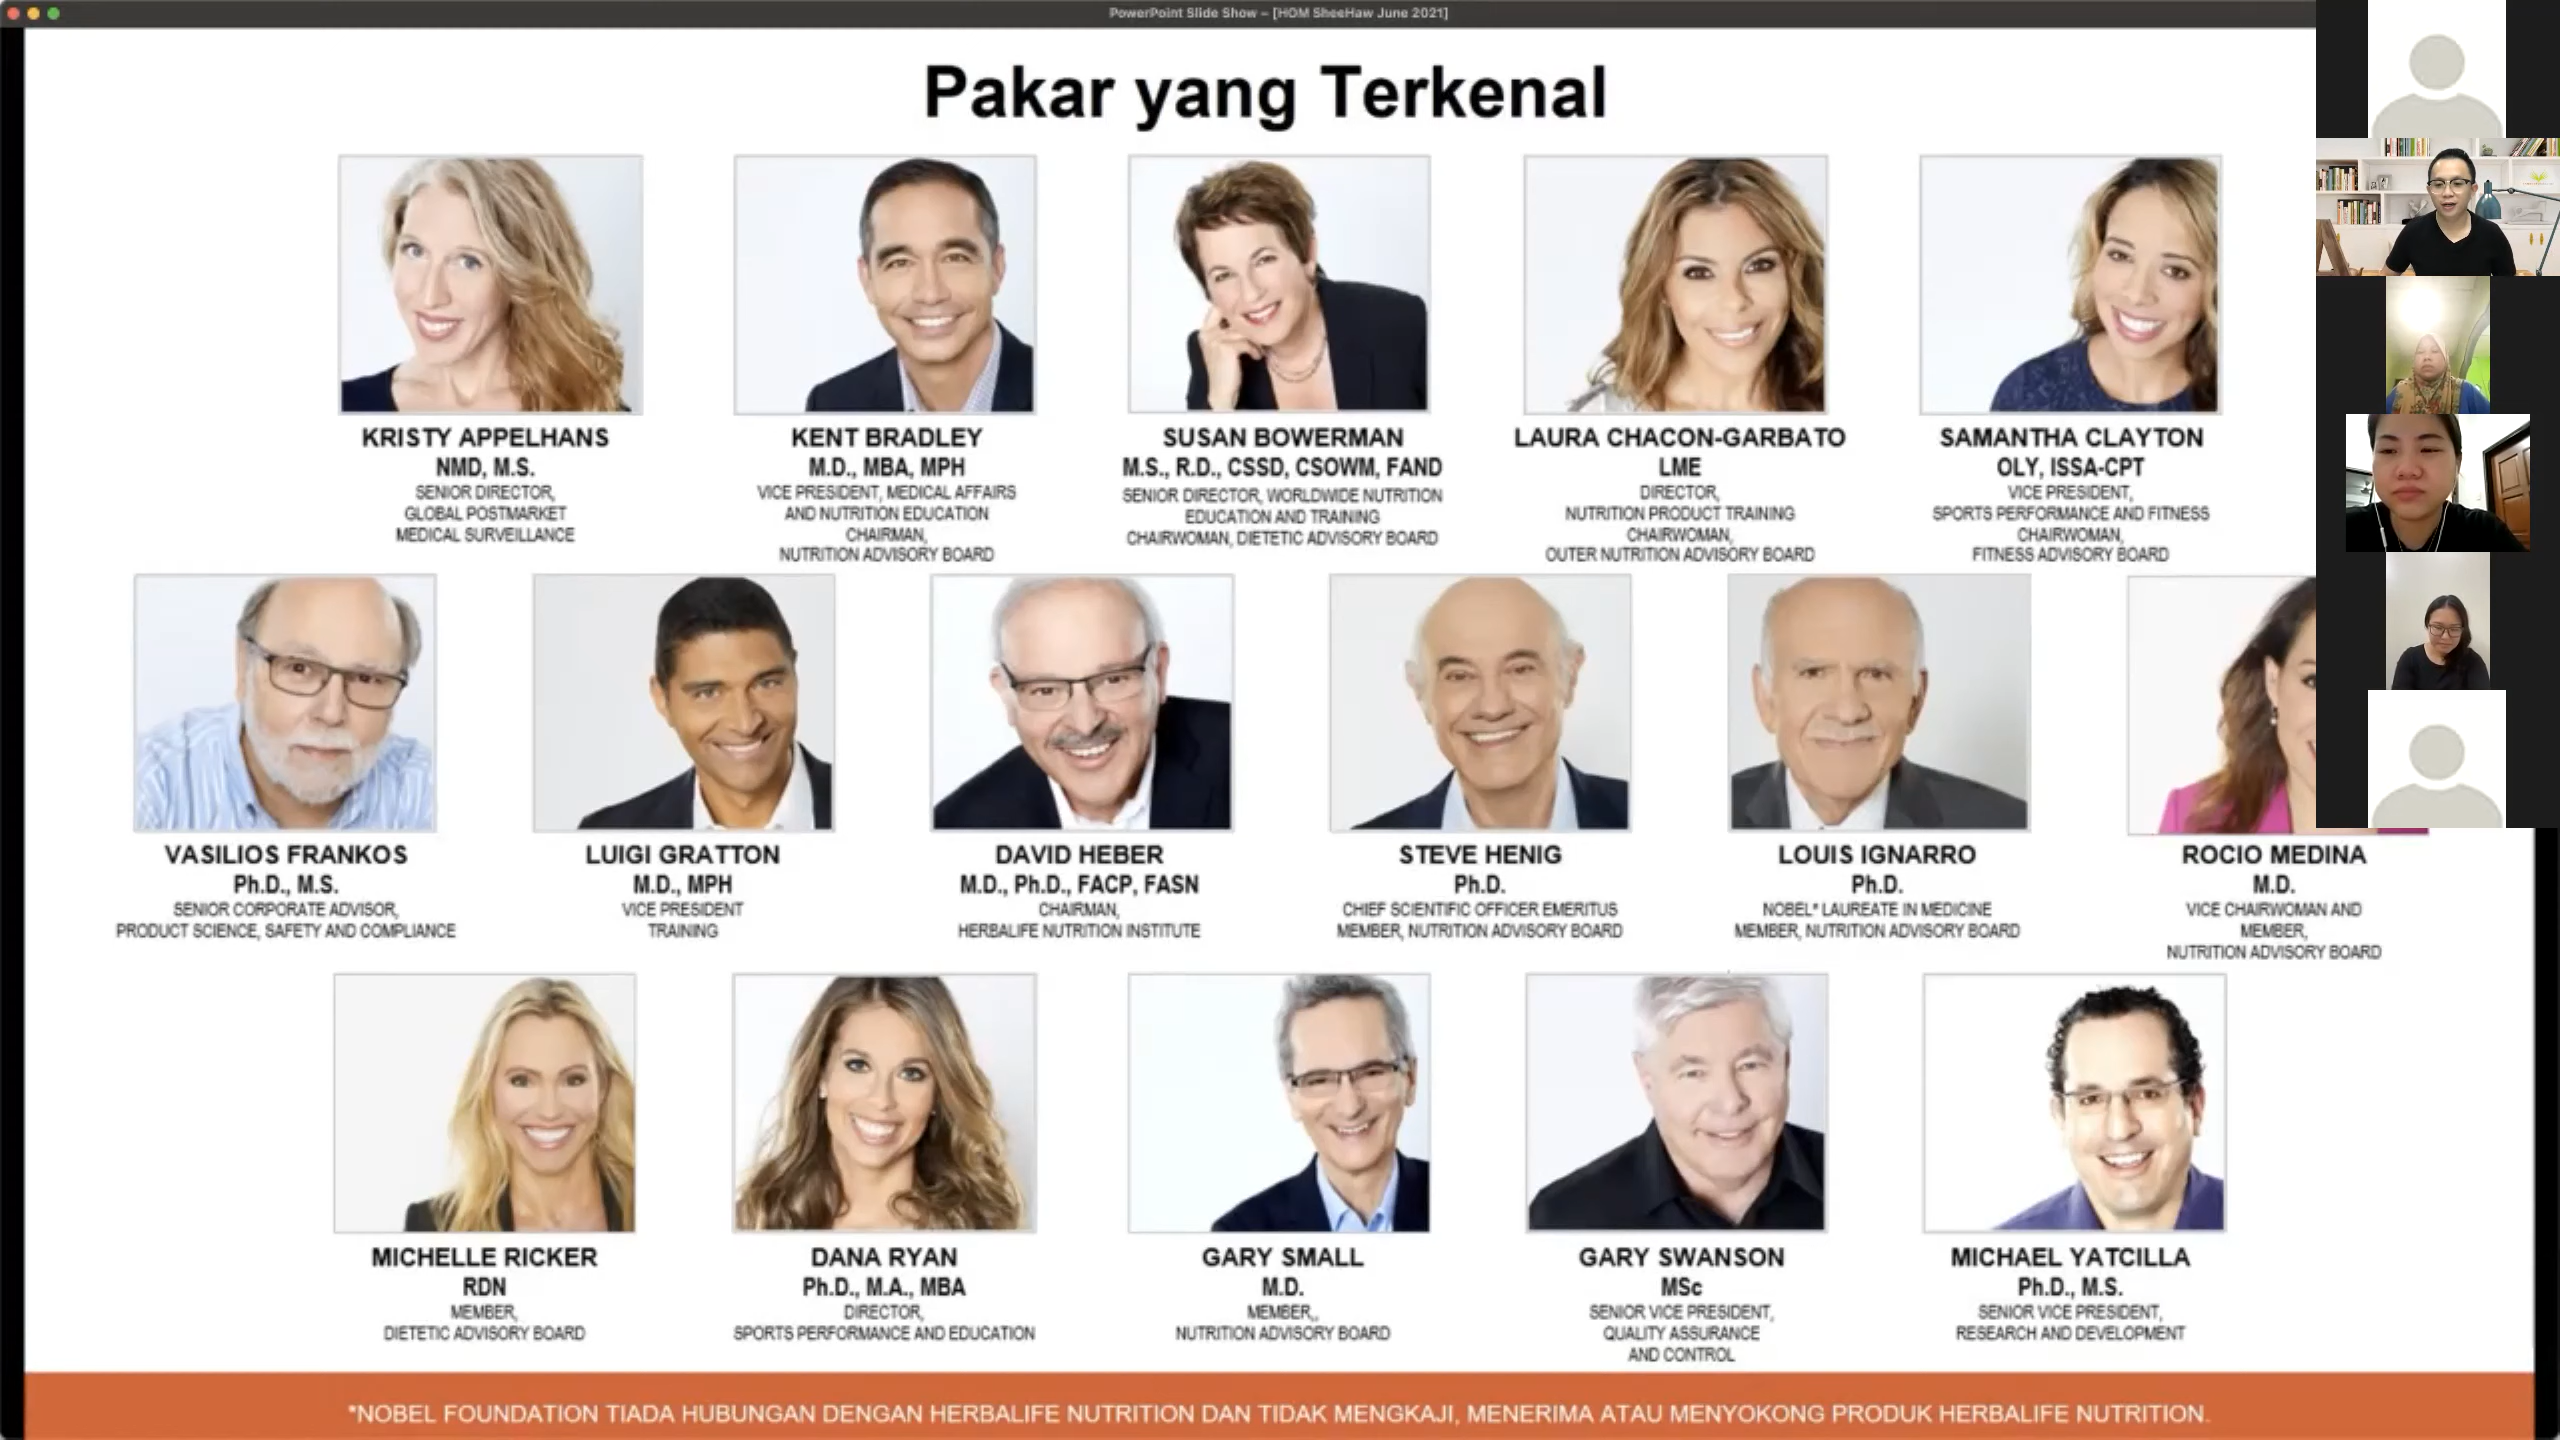 PowerPoint Slide Show – [HOM SheeHaw June 2021]
Pakar yang Terkenal
KRISTY APPELHANS
NMD, M.S.
SENIOR DIRECTOR,
GLOBAL POSTMARKET
MEDICAL SURVEILLANCE
KENT BRADLEY
M.D., MBA, MPH
VICE PRESIDENT, MEDICAL AFFAIRS
AND NUTRITION EDUCATION
CHAIRMAN,
NUTRITION ADVISORY BOARD
SUSAN BOWERMAN
M.S., R.D., CSSD, CSOWM, FAND
SENIOR DIRECTOR, WORLDWIDE NUTRITION
EDUCATION AND TRAINING
CHAIRWOMAN, DIETETIC ADVISORY BOARD
LAURA CHACON-GARBATO
LME
DIRECTOR,
NUTRITION PRODUCT TRAINING
CHAIRWOMAN,
OUTER NUTRITION ADVISORY BOARD
SAMANTHA CLAYTON
OLY, ISSA-CPT
VICE PRESIDENT,
SPORTS PERFORMANCE AND FITNESS
CHAIRWOMAN,
FITNESS ADVISORY BOARD
VASILIOS FRANKOS
Ph.D., M.S.
SENIOR CORPORATE ADVISOR,
PRODUCT SCIENCE, SAFETY AND COMPLIANCE
LUIGI GRATTON
M.D., MPH
VICE PRESIDENT
TRAINING
DAVID HEBER
M.D., Ph.D., FACP, FASN
CHAIRMAN,
HERBALIFE NUTRITION INSTITUTE
STEVE HENIG
Ph.D.
CHIEF SCIENTIFIC OFFICER EMERITUS
MEMBER, NUTRITION ADVISORY BOARD
LOUIS IGNARRO
Ph.D.
NOBEL* LAUREATE IN MEDICINE
MEMBER, NUTRITION ADVISORY BOARD
ROCIO MEDINA
M.D.
VICE CHAIRWOMAN AND
MEMBER,
NUTRITION ADVISORY BOARD
MICHELLE RICKER
RDN
MEMBER,
DIETETIC ADVISORY BOARD
DANA RYAN
Ph.D., M.A., MBA
DIRECTOR,
SPORTS PERFORMANCE AND EDUCATION
GARY SMALL
M.D.
MEMBER,,
NUTRITION ADVISORY BOARD
GARY SWANSON
MSc
SENIOR VICE PRESIDENT,
QUALITY ASSURANCE
AND CONTROL
MICHAEL YATCILLA
Ph.D., M.S.
SENIOR VICE PRESIDENT,
RESEARCH AND DEVELOPMENT
*NOBEL FOUNDATION TIADA HUBUNGAN DENGAN HERBALIFE NUTRITION DAN TIDAK MENGKAJI, MENERIMA ATAU MENYOKONG PRODUK HERBALIFE NUTRITION.